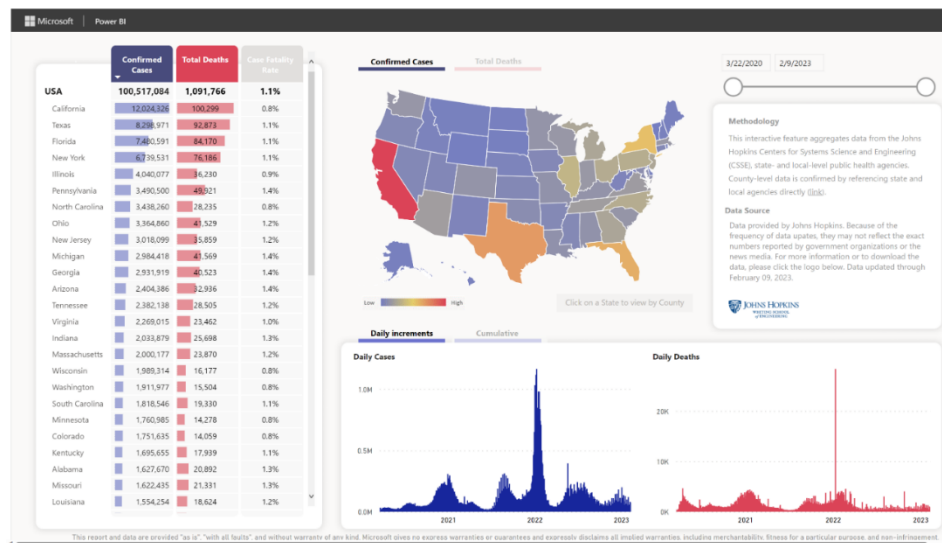 Microsoft Power BI
Confirmed Cases Total Deaths Case Fatality Rate
USA 100,517,084 1,091,766 1.1%
California 12,024,326 100,299 0.8%
Texas 8,298,971 92,873 1.1%
Florida 7,480,591 84,170 1.1%
New York 6,739,531 76,186 1.1%
Illinois 4,040,077 36,230 0.9%
Pennsylvania 3,490,500 49,921 1.4%
North Carolina 3,438,260 28,235 0.8%
Ohio 3,364,860 41,529 1.2%
New Jersey 3,018,099 35,859 1.2%
Michigan 2,984,418 41,569 1.4%
Georgia 2,931,919 40,523 1.4%
Arizona 2,404,386 32,936 1.4%
Tennessee 2,382,138 28,505 1.2%
Virginia 2,269,015 23,462 1.0%
Indiana 2,033,879 25,698 1.3%
Massachusetts 2,000,177 23,870 1.2%
Wisconsin 1,989,314 16,177 0.8%
Washington 1,911,977 15,504 0.8%
South Carolina 1,818,546 19,330 1.1%
Minnesota 1,760,985 14,278 0.8%
Colorado 1,751,635 14,059 0.8%
Kentucky 1,695,655 17,939 1.1%
Alabama 1,627,670 20,892 1.3%
Missouri 1,622,435 21,331 1.3%
Louisiana 1,554,254 18,624 1.2%
Confirmed Cases Total Deaths
Low High
Click on a State to view by County
3/22/2020 2/9/2023
Methodology
This interactive feature aggregates data from the Johns
Hopkins Centers for Systems Science and Engineering
(CSSE), state- and local-level public health agencies.
County-level data is confirmed by referencing state and
local agencies directly (link).
Data Source
Data provided by Johns Hopkins. Because of the
frequency of data upates, they may not reflect the exact
numbers reported by government organizations or the
news media. For more information or to download the
data, please click the logo below. Data updated through
February 09, 2023.
JOHNS HOPKINS
WHITING SCHOOL
of ENGINEERING
Daily increments Cumulative
Daily Cases
1.0M
0.5M
0.0M
2021 2022 2023
Daily Deaths
20K
10K
0K
2021 2022 2023
This report and data are provided "as is", "with all faults", and without warranty of any kind. Microsoft gives no express warranties or guarantees and expressly disclaims all implied warranties, including merchantability, fitness for a particular purpose, and non-infringement.